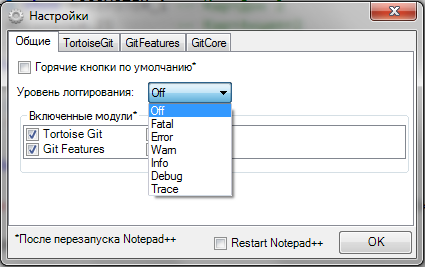 Настройки
Общие TortoiseGit GitFeatures GitCore
Горячие кнопки по умолчанию*
Уровень логгирования: Off
Off
Fatal
Error
Warn
Info
Debug
Trace
Включенные модули*
Tortoise Git
Git Features
*После перезапуска Notepad++ Restart Notepad++ OK